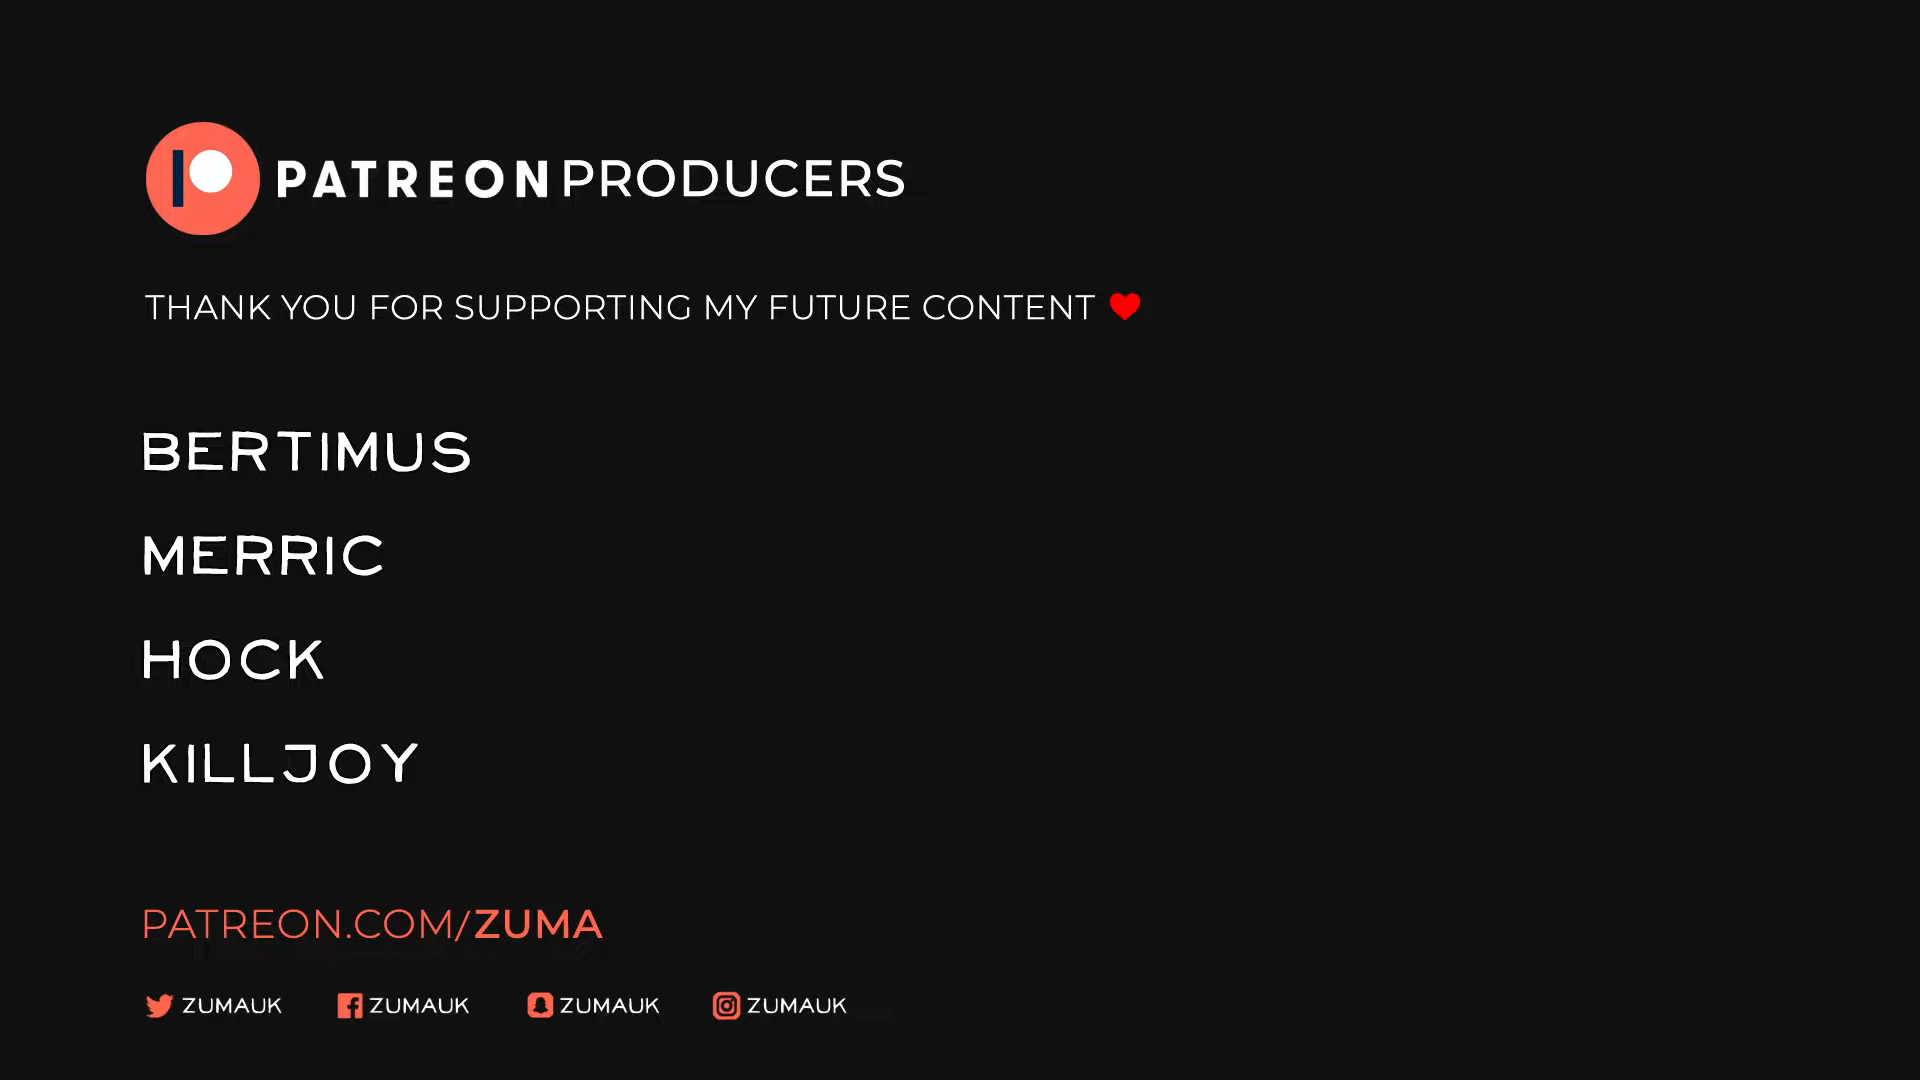 PATREON PRODUCERS
THANK YOU FOR SUPPORTING MY FUTURE CONTENT
BERTIMUS
MERRIC
HOCK
KILLJOY
PATREON.COM/ZUMA
ZUMAUK ZUMAUK ZUMAUK ZUMAUK